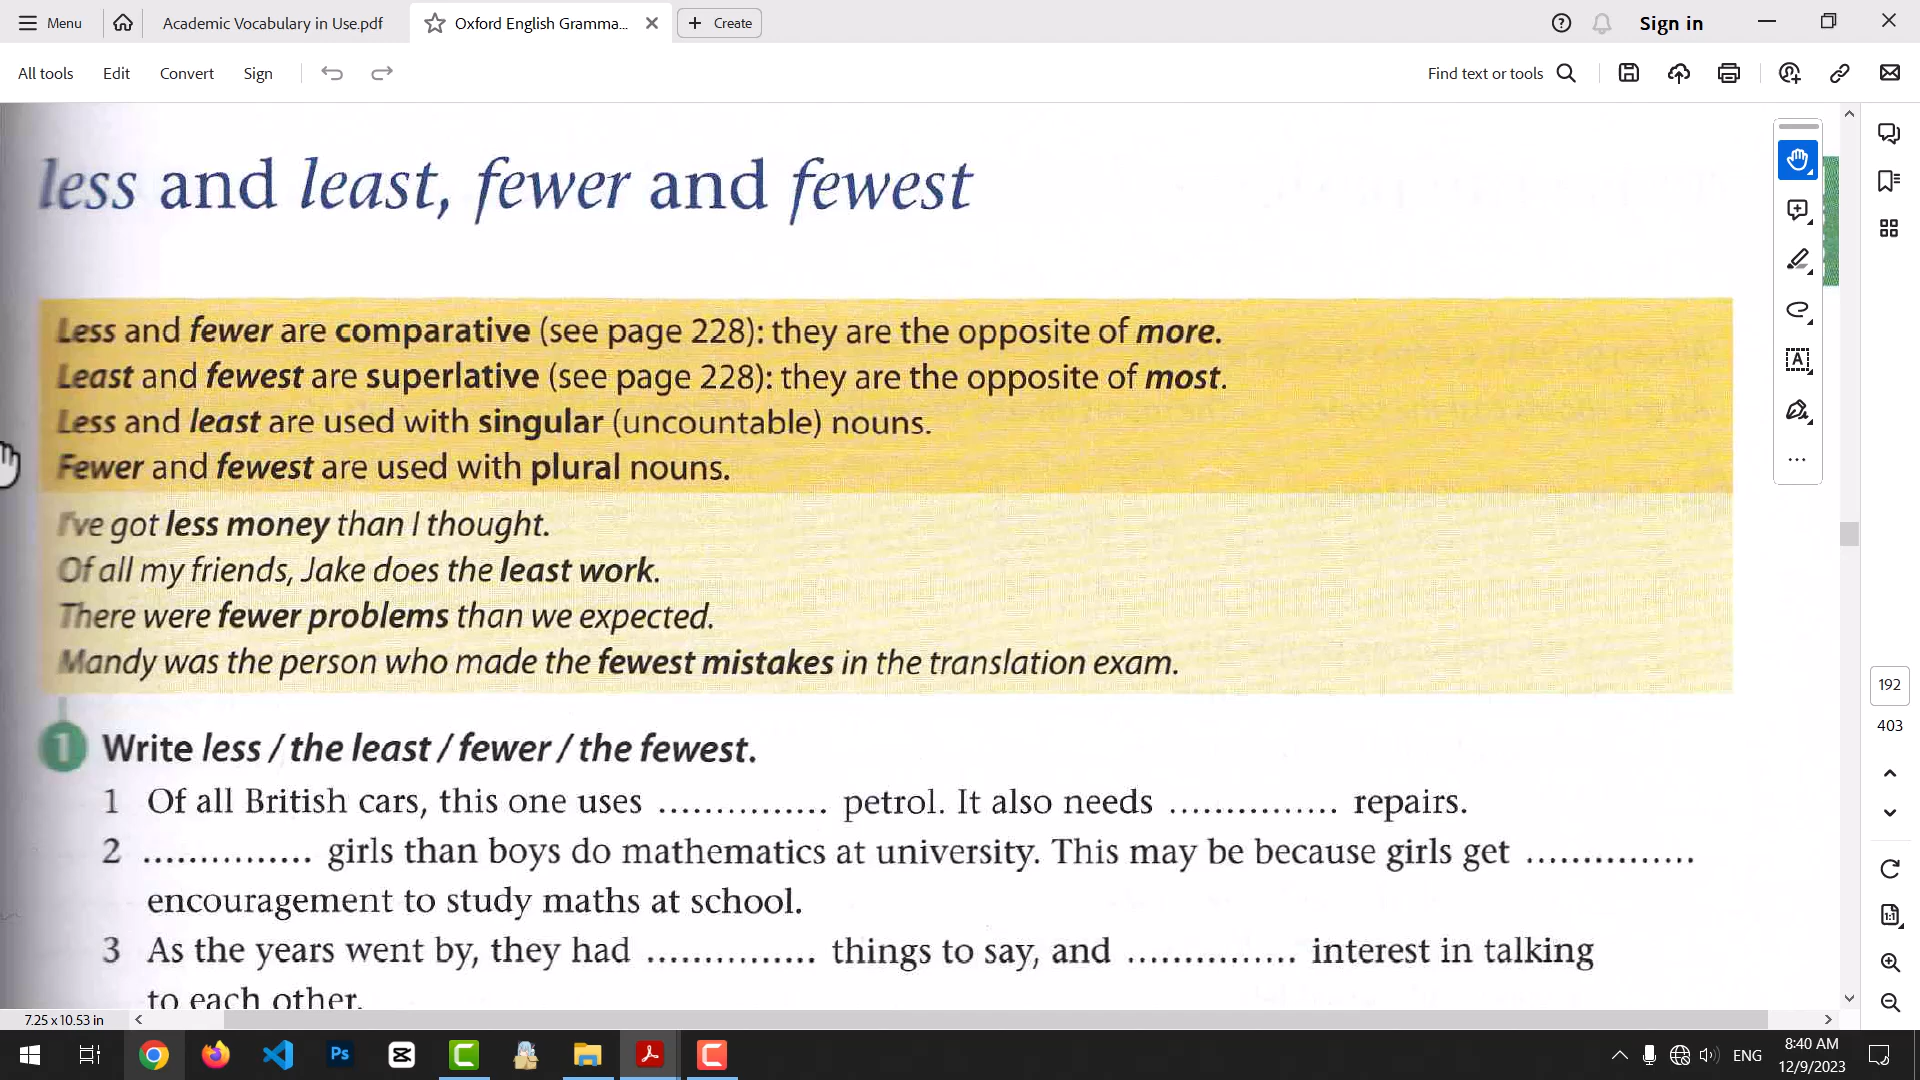 Menu
Academic Vocabulary in Use.pdf
Oxford English Gramma...
Create
Sign in
All tools
Edit
Convert
Sign
Find text or tools
less and least, fewer and fewest
Less and fewer are comparative (see page 228): they are the opposite of more.
Least and fewest are superlative (see page 228): they are the opposite of most.
Less and least are used with singular (uncountable) nouns.
Fewer and fewest are used with plural nouns.
I've got less money than I thought.
Of all my friends, Jake does the least work.
There were fewer problems than we expected.
Mandy was the person who made the fewest mistakes in the translation exam.
1 Write less / the least / fewer / the fewest.
1 Of all British cars, this one uses ............... petrol. It also needs ............... repairs.
2 ............... girls than boys do mathematics at university. This may be because girls get ...............
encouragement to study maths at school.
3 As the years went by, they had ............... things to say, and ............... interest in talking
to each other.
192
403
7.25 x 10.53 in
Ps
ENG
8:40 AM
12/9/2023